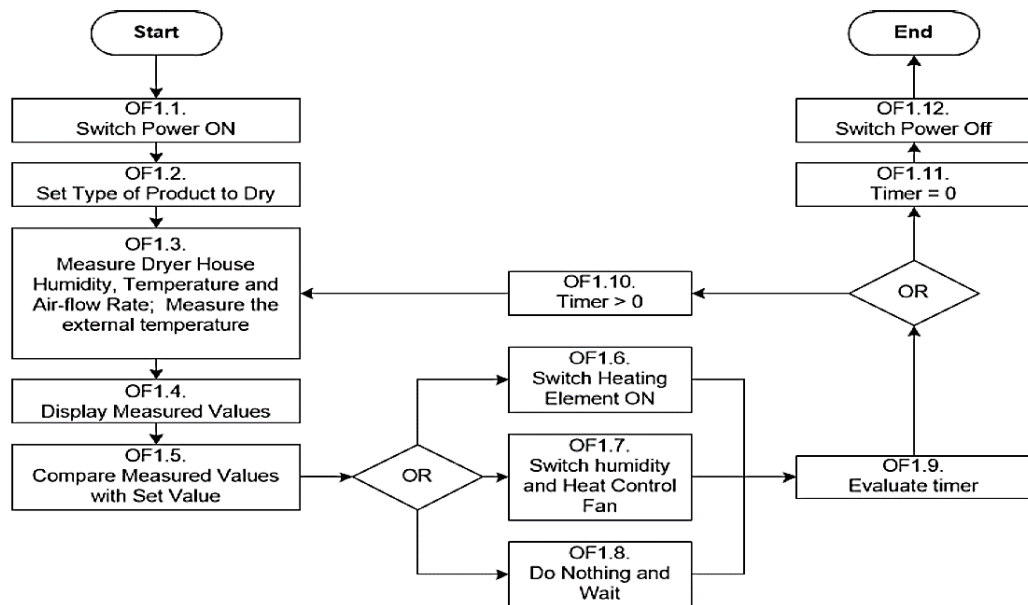 Start
OF1.1.
Switch Power ON
OF1.2.
Set Type of Product to Dry
OF1.3.
Measure Dryer House
Humidity, Temperature and
Air-flow Rate;  Measure the
external temperature
OF1.4.
Display Measured Values
OF1.5.
Compare Measured Values
with Set Value
OR
OF1.6.
Switch Heating
Element ON
OF1.7.
Switch humidity
and Heat Control
Fan
OF1.8.
Do Nothing and
Wait
OF1.9.
Evaluate timer
OR
OF1.10.
Timer > 0
OF1.11.
Timer = 0
OF1.12.
Switch Power Off
End